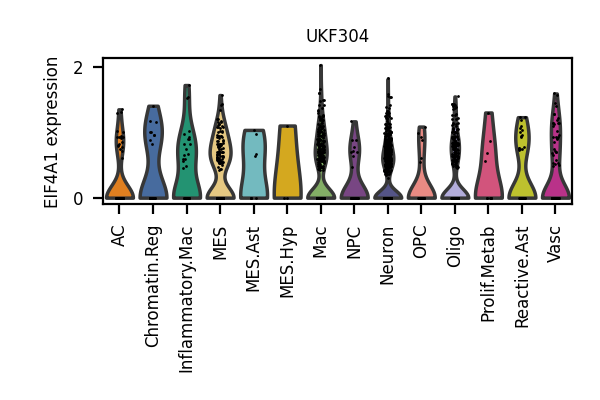 UKF304
EIF4A1 expression
2
0
AC
Chromatin.Reg
Inflammatory.Mac
MES
MES.Ast
MES.Hyp
Mac
NPC
Neuron
OPC
Oligo
Prolif.Metab
Reactive.Ast
Vasc